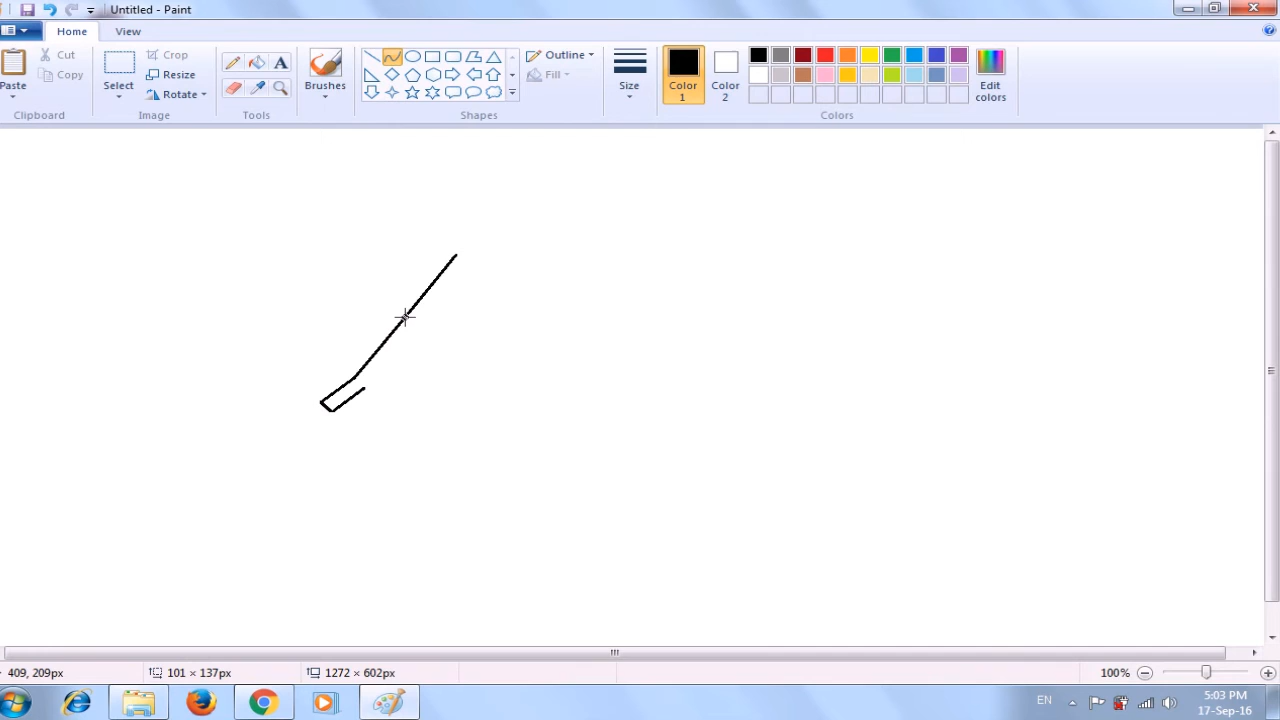 Untitled - Paint
Home View
Paste
Cut
Copy
Clipboard
Select
Crop
Resize
Rotate
Image
Tools
Brushes
Shapes
Outline
Fill
Size
Color 1
Color 2
Edit colors
Colors
409, 209px
101 × 137px
1272 × 602px
100%
EN
5:03 PM
17-Sep-16